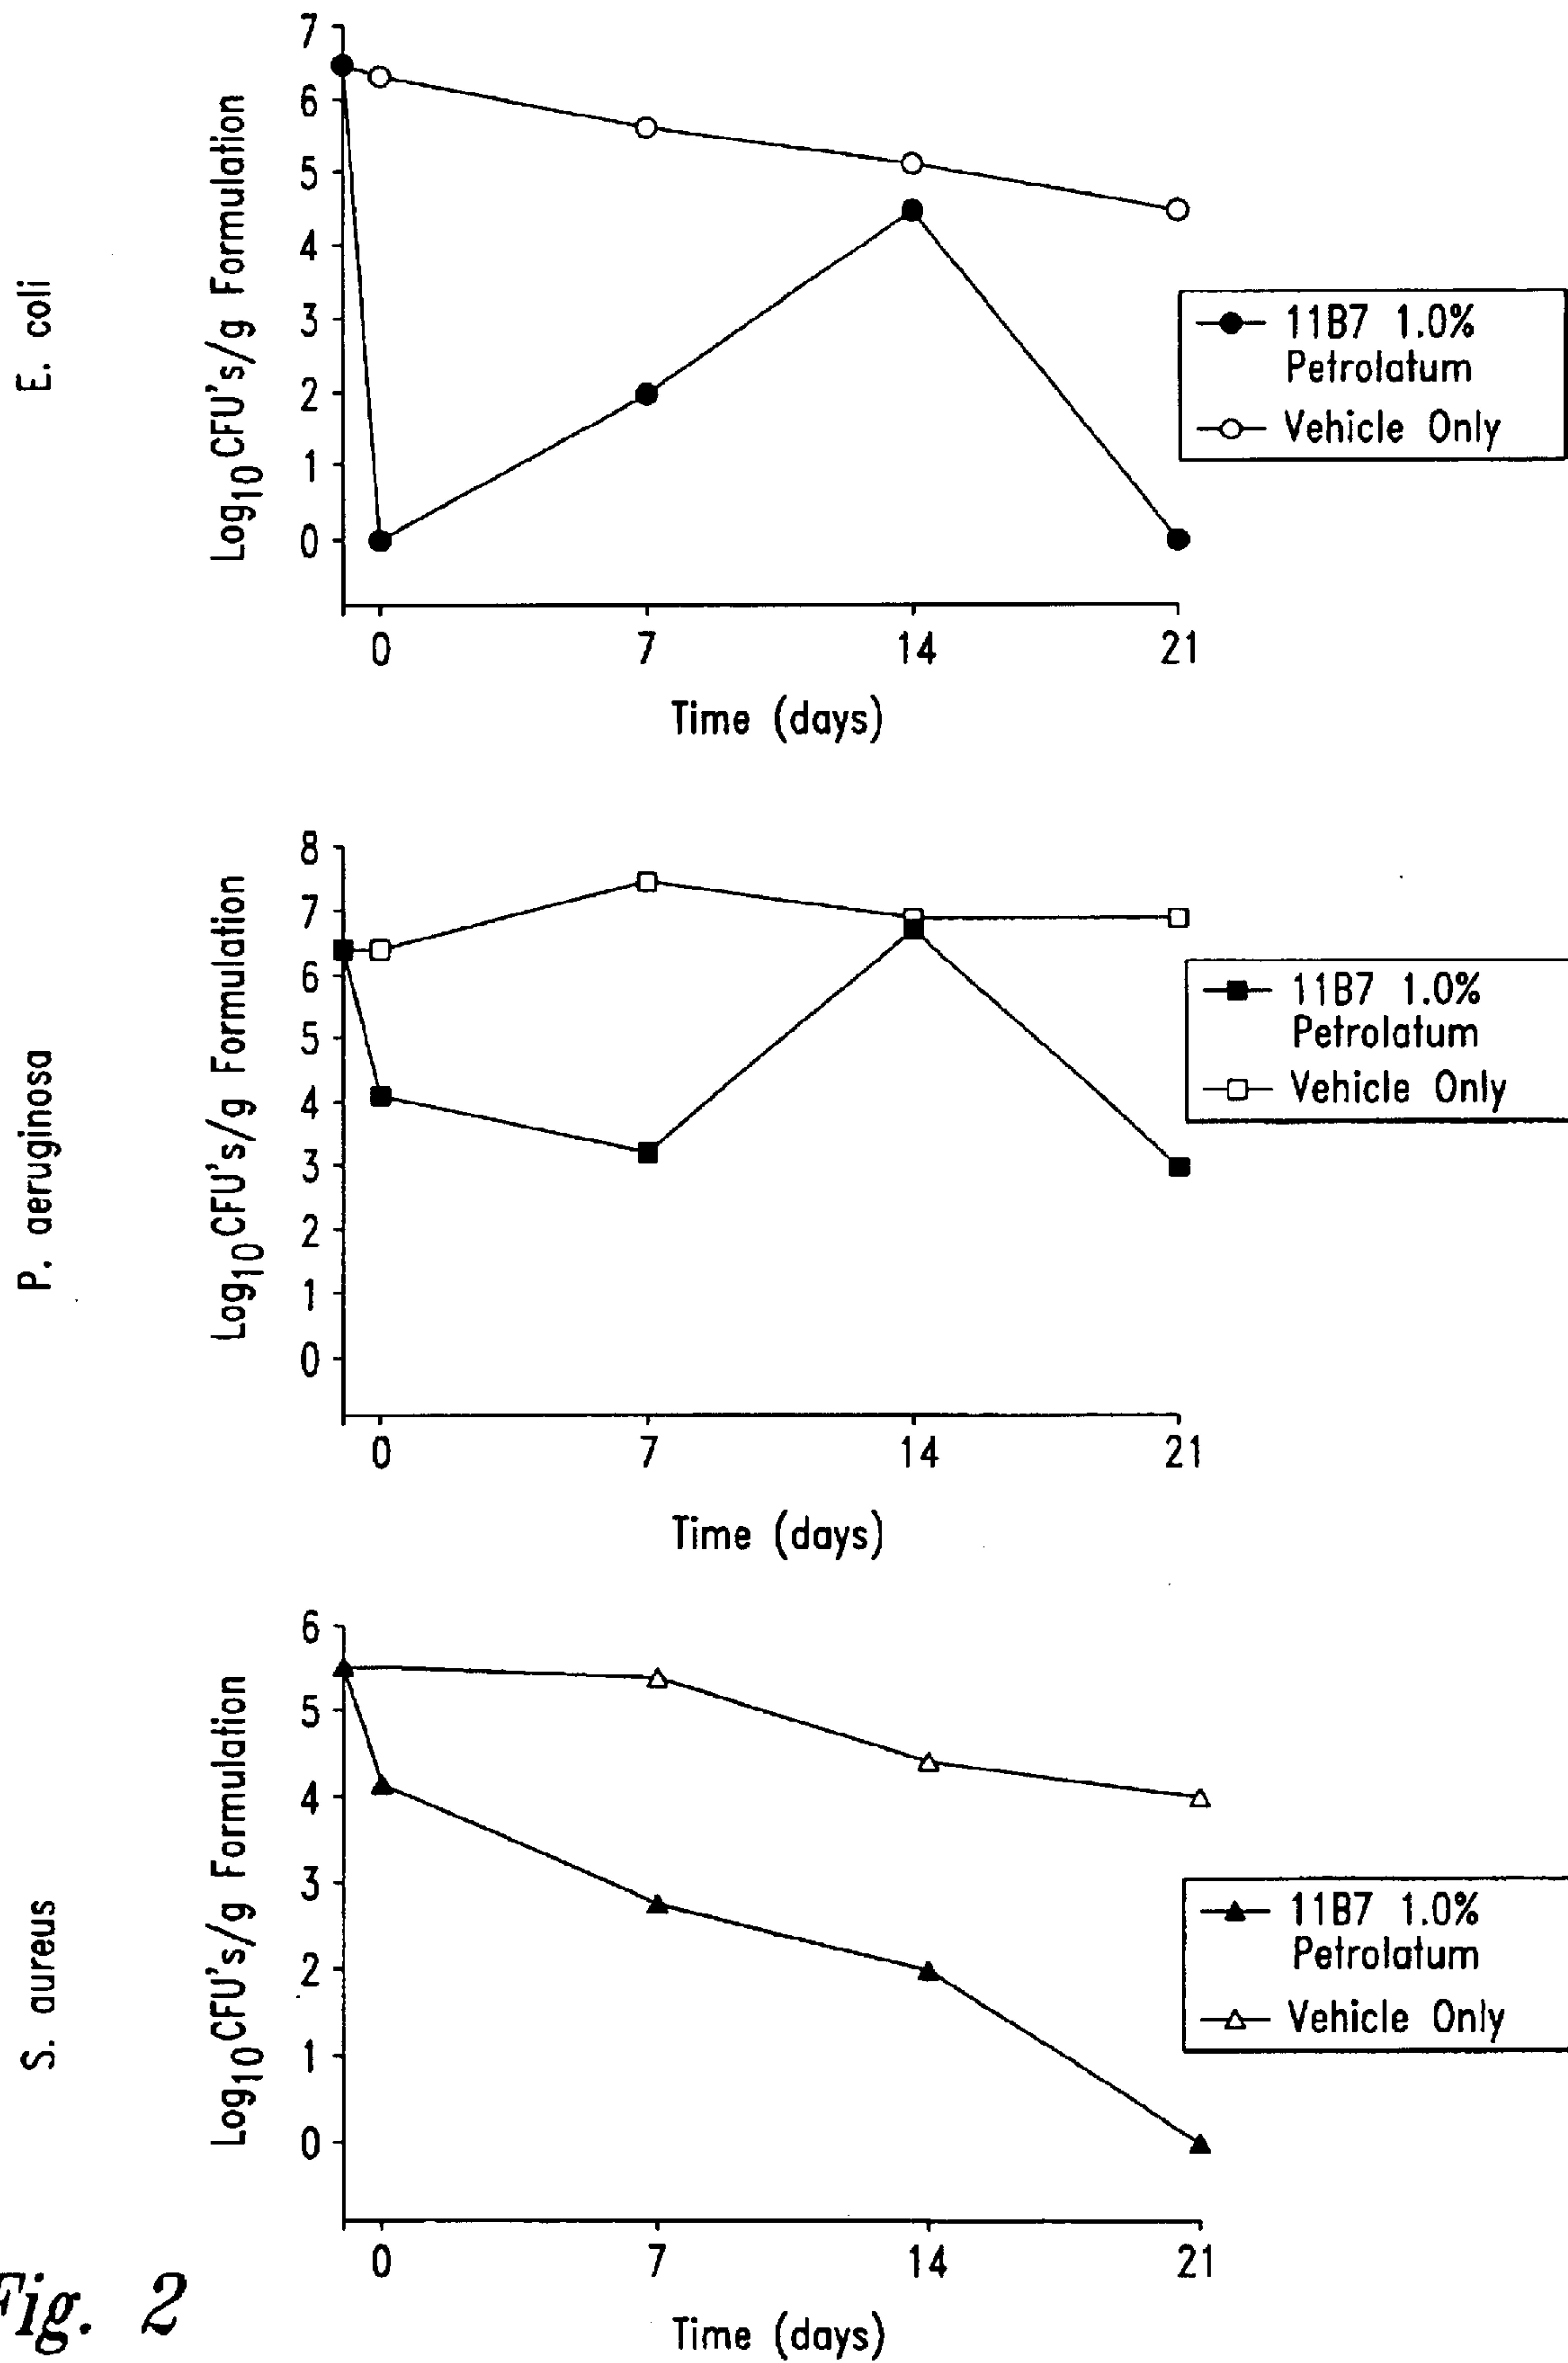 E. coli
Log10CFU's/g Formulation
7
6
5
4
3
2
1
0
0 7 14 21
Time (days)
11B7 1.0%
Petrolatum
Vehicle Only
P. aeruginosa
Log10CFU's/g Formulation
8
7
6
5
4
3
2
1
0
0 7 14 21
Time (days)
11B7 1.0%
Petrolatum
Vehicle Only
S. aureus
Log10CFU's/g Formulation
6
5
4
3
2
1
0
0 7 14 21
Time (days)
11B7 1.0%
Petrolatum
Vehicle Only
Fig. 2